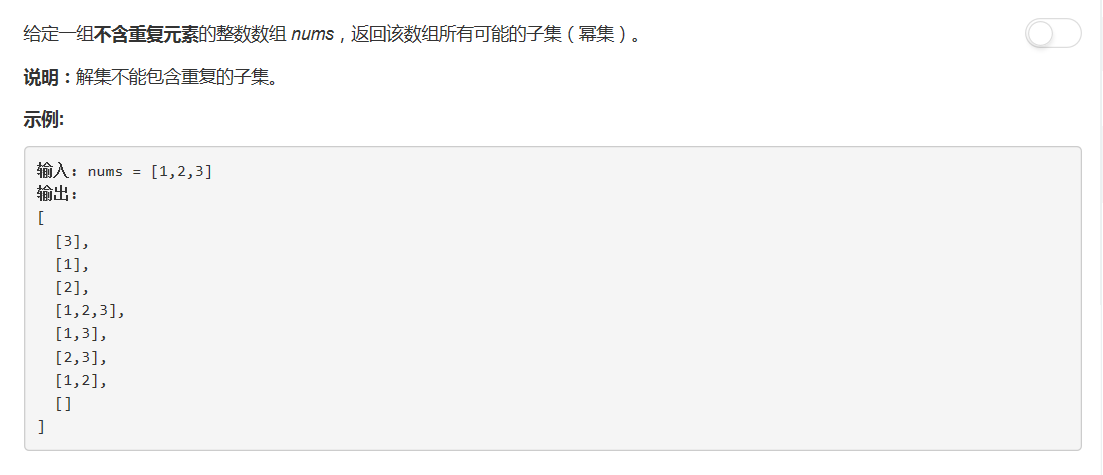 给定一组不含重复元素的整数数组 nums，返回该数组所有可能的子集（幂集）。
说明：解集不能包含重复的子集。
示例:
输入: nums = [1,2,3]
输出:
[
  [3],
  [1],
  [2],
  [1,2,3],
  [1,3],
  [2,3],
  [1,2],
  []
]